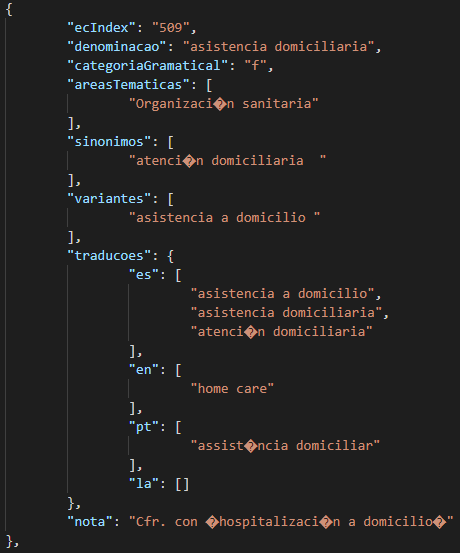 {
"ecIndex": "509",
"denominacao": "asistencia domiciliaria",
"categoriaGramatical": "f",
"areasTematicas": [
"Organizaci�n sanitaria"
],
"sinonimos": [
"atenci�n domiciliaria  "
],
"variantes": [
"asistencia a domicilio "
],
"traducoes": {
"es": [
"asistencia a domicilio",
"asistencia domiciliaria",
"atenci�n domiciliaria"
],
"en": [
"home care"
],
"pt": [
"assist�ncia domiciliar"
],
"la": []
},
"nota": "Cfr. con �hospitalizaci�n a domicilio�"
},